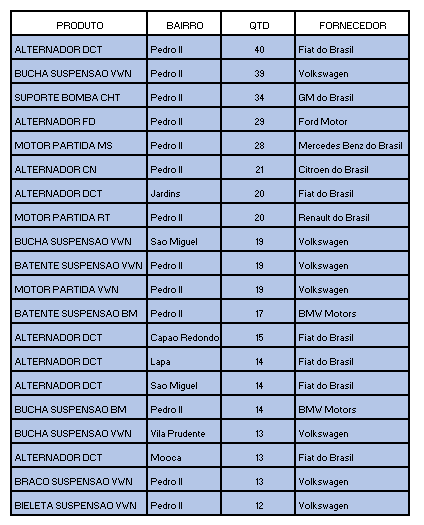 PRODUTO BAIRRO QTD FORNECEDOR
ALTERNADOR DCT Pedro II 40 Fiat do Brasil
BUCHA SUSPENSAO VWN Pedro II 39 Volkswagen
SUPORTE BOMBA CHT Pedro II 34 GM do Brasil
ALTERNADOR FD Pedro II 29 Ford Motor
MOTOR PARTIDA MS Pedro II 28 Mercedes Benz do Brasil
ALTERNADOR CN Pedro II 21 Citroen do Brasil
ALTERNADOR DCT Jardins 20 Fiat do Brasil
MOTOR PARTIDA RT Pedro II 20 Renault do Brasil
BUCHA SUSPENSAO VWN Sao Miguel 19 Volkswagen
BATENTE SUSPENSAO VWN Pedro II 19 Volkswagen
MOTOR PARTIDA VWN Pedro II 19 Volkswagen
BATENTE SUSPENSAO BM Pedro II 17 BMW Motors
ALTERNADOR DCT Capao Redondo 15 Fiat do Brasil
ALTERNADOR DCT Lapa 14 Fiat do Brasil
ALTERNADOR DCT Sao Miguel 14 Fiat do Brasil
BUCHA SUSPENSAO BM Pedro II 14 BMW Motors
BUCHA SUSPENSAO VWN Vila Prudente 13 Volkswagen
ALTERNADOR DCT Mooca 13 Fiat do Brasil
BRACO SUSPENSAO VWN Pedro II 13 Volkswagen
BIELETA SUSPENSAO VWN Pedro II 12 Volkswagen